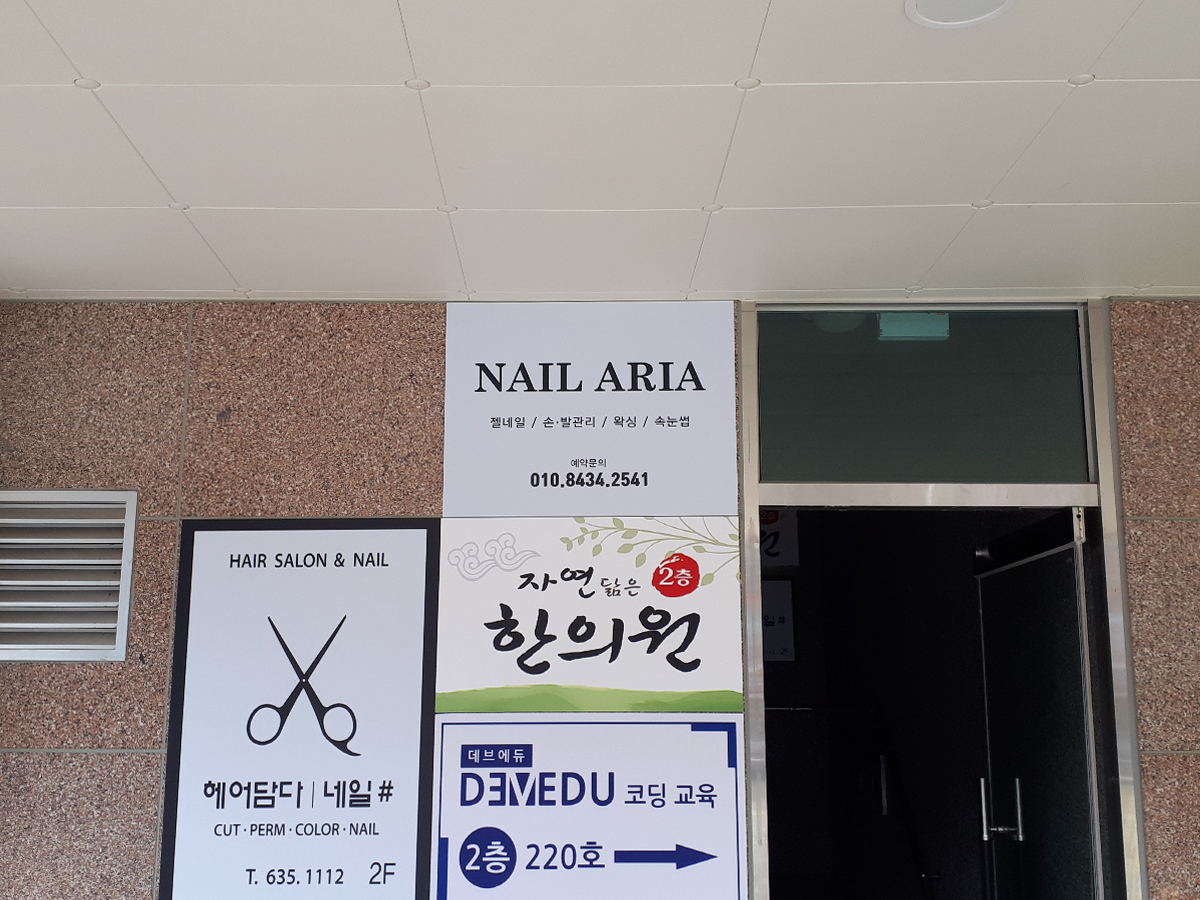 NAIL ARIA
젤네일 / 손·발관리 / 왁싱 / 속눈썹
예약문의
010.8434.2541
HAIR SALON & NAIL
헤어담다 | 네일#
CUT · PERM · COLOR · NAIL
T. 635.1112 2F
자연 닮은 2층
한의원
데브에듀
DEVEDU 코딩 교육
2층 220호